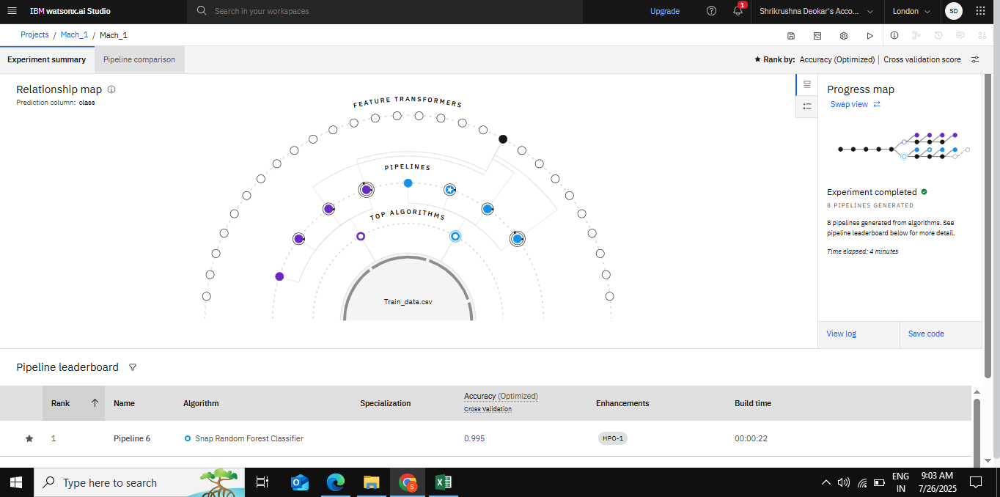 IBM watsonx.ai Studio
Search in your workspaces
Upgrade
1
Shrikrushna Deokar's Acco...
London
SD
Projects / Mach_1 / Mach_1
Experiment summary
Pipeline comparison
Rank by: Accuracy (Optimized) | Cross validation score
Relationship map
Prediction column: class
FEATURE TRANSFORMERS
PIPELINES
TOP ALGORITHMS
Train_data.csv
Progress map
Swap view
Experiment completed
8 PIPELINES GENERATED
8 pipelines generated from algorithms. See
pipeline leaderboard below for more detail.
Time elapsed: 4 minutes
View log
Save code
Pipeline leaderboard
Rank
Name
Algorithm
Specialization
Accuracy (Optimized)
Cross Validation
Enhancements
Build time
1
Pipeline 6
Snap Random Forest Classifier
0.995
HPO-1
00:00:22
Type here to search
S
ENG
IN
9:03 AM
7/26/2025